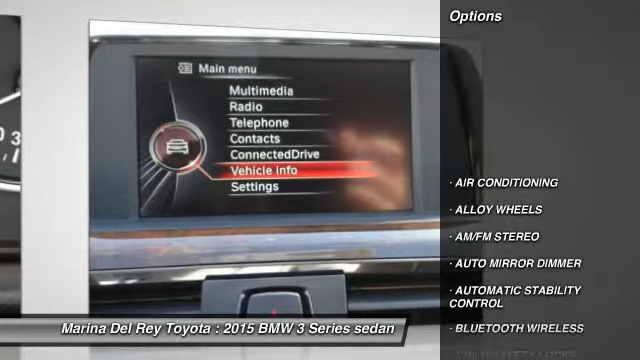 Options
Main menu
Multimedia
Radio
Telephone
Contacts
ConnectedDrive
Vehicle info
Settings
· AIR CONDITIONING
· ALLOY WHEELS
· AM/FM STEREO
· AUTO MIRROR DIMMER
· AUTOMATIC STABILITY
CONTROL
· BLUETOOTH WIRELESS
Marina Del Rey Toyota : 2015 BMW 3 Series sedan